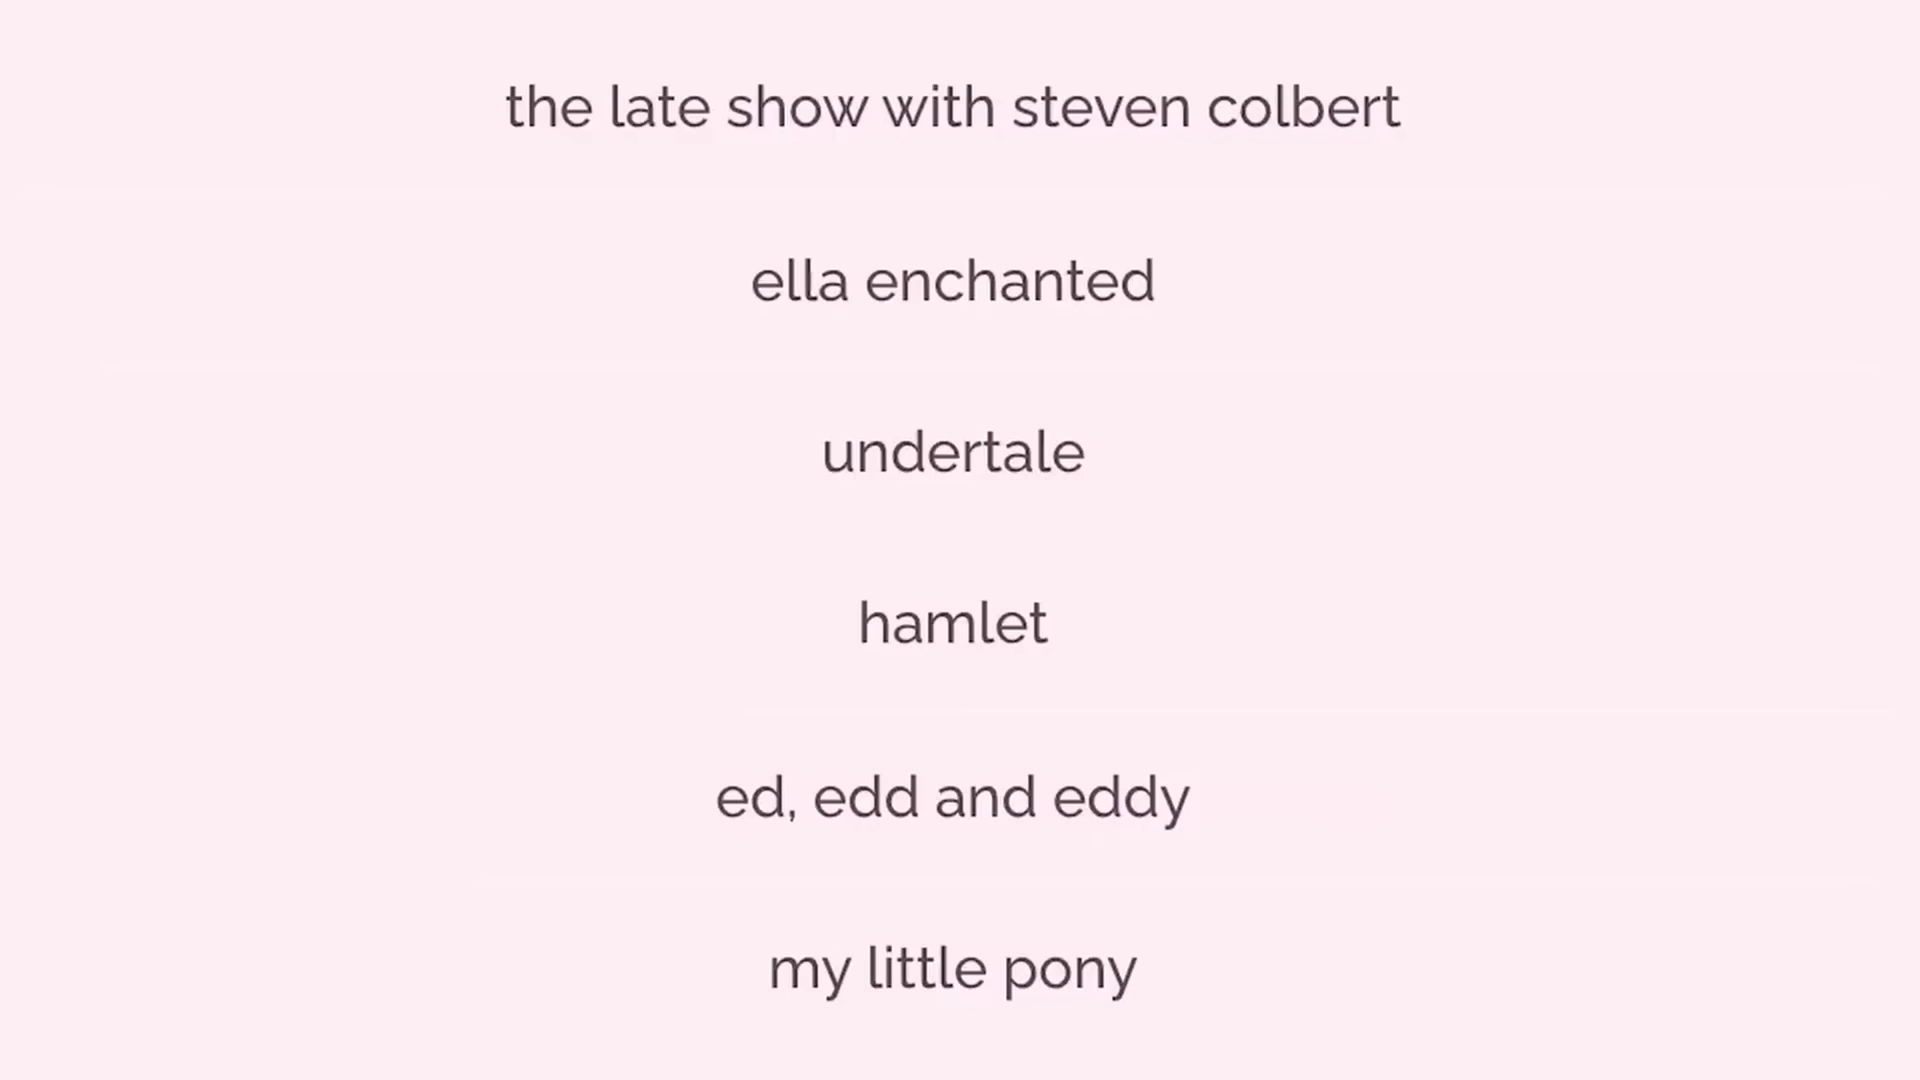 the late show with steven colbert
ella enchanted
undertale
hamlet
ed, edd and eddy
my little pony